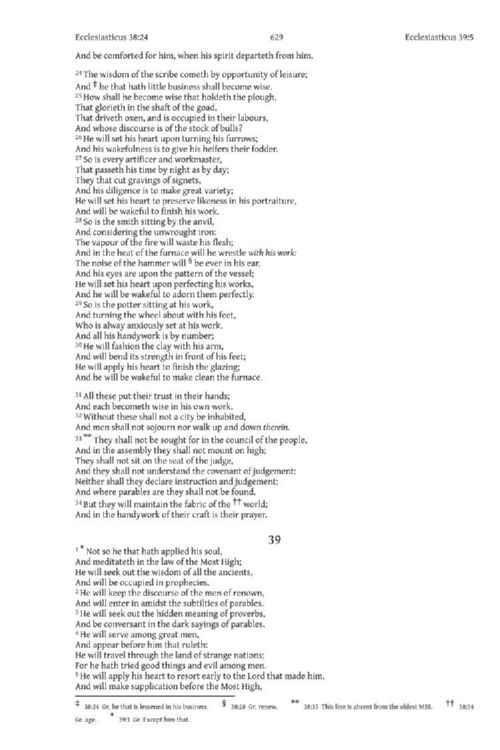 Ecclesiasticus 38:24 629 Ecclesiasticus 39:5
And be comforted for him, when his spirit departeth from him.
24 The wisdom of the scribe cometh by opportunity of leisure;
And ‡ he that hath little business shall become wise.
25 How shall he become wise that holdeth the plough,
That glorieth in the shaft of the goad,
That driveth oxen, and is occupied in their labours,
And whose discourse is of the stock of bulls?
26 He will set his heart upon turning his furrows;
And his wakefulness is to give his heifers their fodder.
27 So is every artificer and workmaster,
That passeth his time by night as by day;
They that cut gravings of signets,
And his diligence is to make great variety;
He will set his heart to preserve likeness in his portraiture,
And will be wakeful to finish his work.
28 So is the smith sitting by the anvil,
And considering the unwrought iron:
The vapour of the fire will waste his flesh;
And in the heat of the furnace will he wrestle with his work:
The noise of the hammer will § be ever in his ear,
And his eyes are upon the pattern of the vessel;
He will set his heart upon perfecting his works,
And he will be wakeful to adorn them perfectly.
29 So is the potter sitting at his work,
And turning the wheel about with his feet,
Who is alway anxiously set at his work,
And all his handywork is by number;
30 He will fashion the clay with his arm,
And will bend its strength in front of his feet;
He will apply his heart to finish the glazing;
And he will be wakeful to make clean the furnace.
31 All these put their trust in their hands;
And each becometh wise in his own work.
32 Without these shall not a city be inhabited,
And men shall not sojourn nor walk up and down therein.
33 ** They shall not be sought for in the council of the people,
And in the assembly they shall not mount on high;
They shall not sit on the seat of the judge,
And they shall not understand the covenant of judgement:
Neither shall they declare instruction and judgement;
And where parables are they shall not be found.
34 But they will maintain the fabric of the †† world;
And in the handywork of their craft is their prayer.
39
1 * Not so he that hath applied his soul,
And meditateth in the law of the Most High;
He will seek out the wisdom of all the ancients,
And will be occupied in prophecies.
2 He will keep the discourse of the men of renown,
And will enter in amidst the subtilties of parables.
3 He will seek out the hidden meaning of proverbs,
And be conversant in the dark sayings of parables.
4 He will serve among great men,
And appear before him that ruleth:
He will travel through the land of strange nations;
For he hath tried good things and evil among men.
5 He will apply his heart to resort early to the Lord that made him,
And will make supplication before the Most High,
‡ 38:24 Gr. he that is lessened in his business. § 38:28 Gr. renew. ** 38:33 This line is absent from the oldest MSS. †† 38:34
Gr. age. * 39:1 Gr. Except him that.